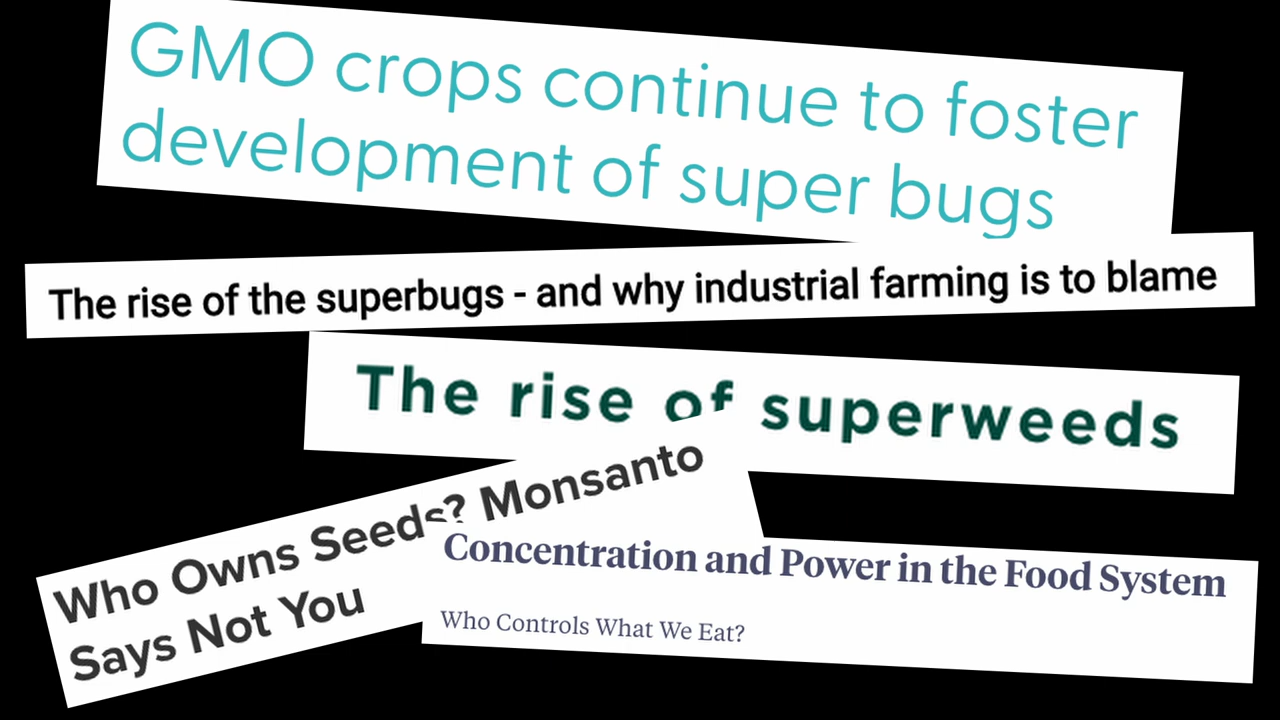 GMO crops continue to foster
development of super bugs
The rise of the superbugs - and why industrial farming is to blame
The rise of superweeds
Who Owns Seeds? Monsanto
Says Not You
Concentration and Power in the Food System
Who Controls What We Eat?